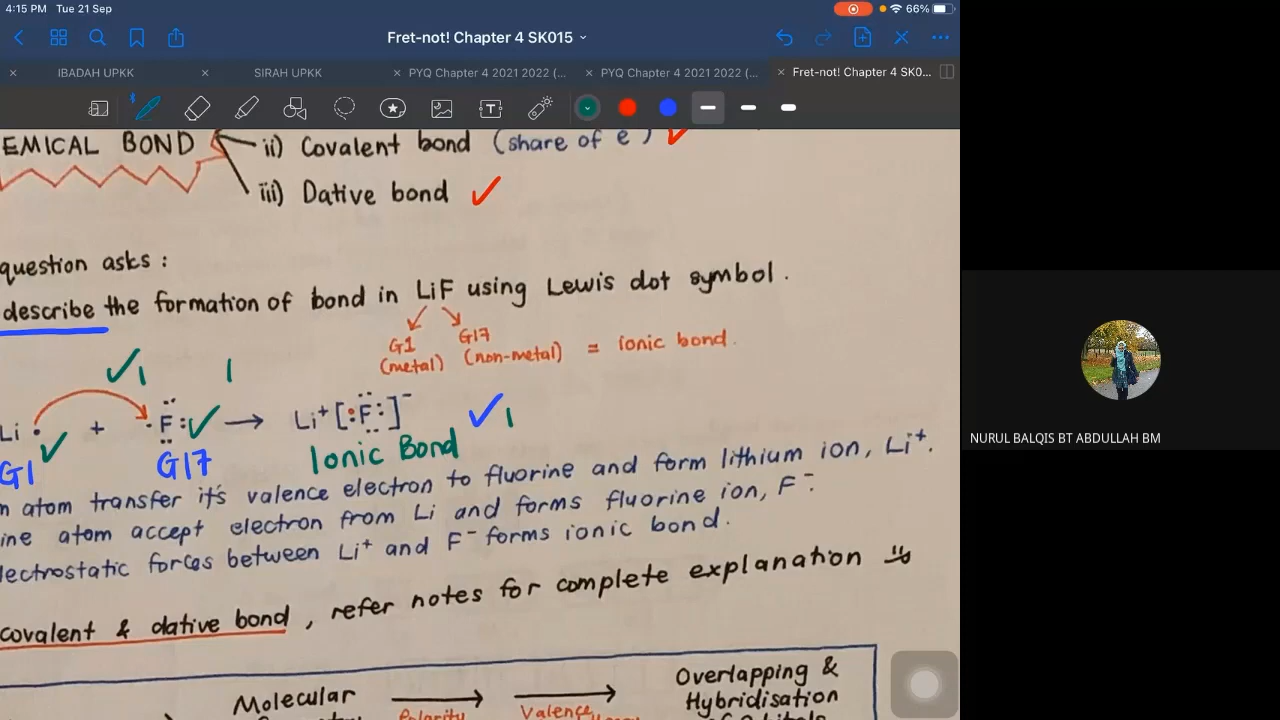 4:15 PM Tue 21 Sep
66%
Fret-not! Chapter 4 SK015
IBADAH UPKK
SIRAH UPKK
PYQ Chapter 4 2021 2022 (...
PYQ Chapter 4 2021 2022 (...
Fret-not! Chapter 4 SK0...
EMICAL BOND
ii) Covalent bond (share of e)
iii) Dative bond
question asks :
describe the formation of bond in LiF using Lewis dot symbol.
G1 G17
(metal) (non-metal) = ionic bond.
1 1
Li • + F → Li⁺ [F]⁻ 1
G1 G17 Ionic Bond
n atom transfer it's valence electron to fluorine and form lithium ion, Li⁺.
ine atom accept electron from Li and forms fluorine ion, F⁻.
lectrostatic forces between Li⁺ and F⁻ forms ionic bond.
covalent & dative bond, refer notes for complete explanation
Molecular
Polarity
Valence
Overlapping &
Hybridisation
NURUL BALQIS BT ABDULLAH BM